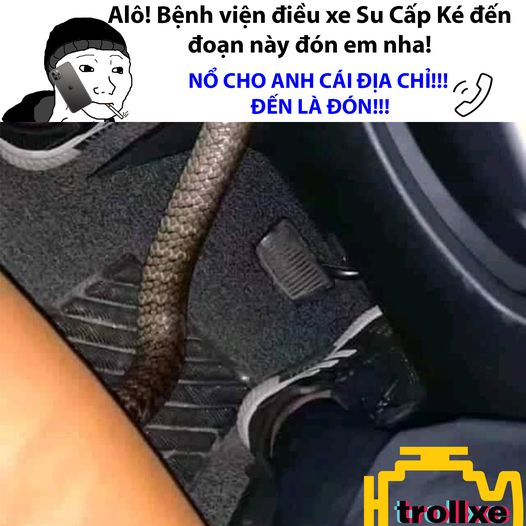 Alô! Bệnh viện điều xe Su Cấp Ké đến
đoạn này đón em nha!
NỔ CHO ANH CÁI ĐỊA CHỈ!!!
ĐẾN LÀ ĐÓN!!!
trollxe